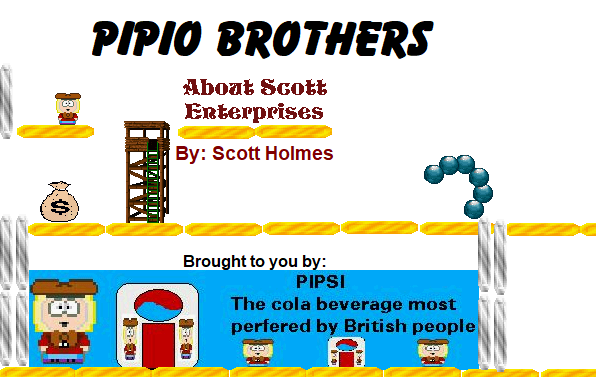 PIPIO BROTHERS
About Scott
Enterprises
By: Scott Holmes
$
Brought to you by:
PIPSI
The cola beverage most
perfered by British people